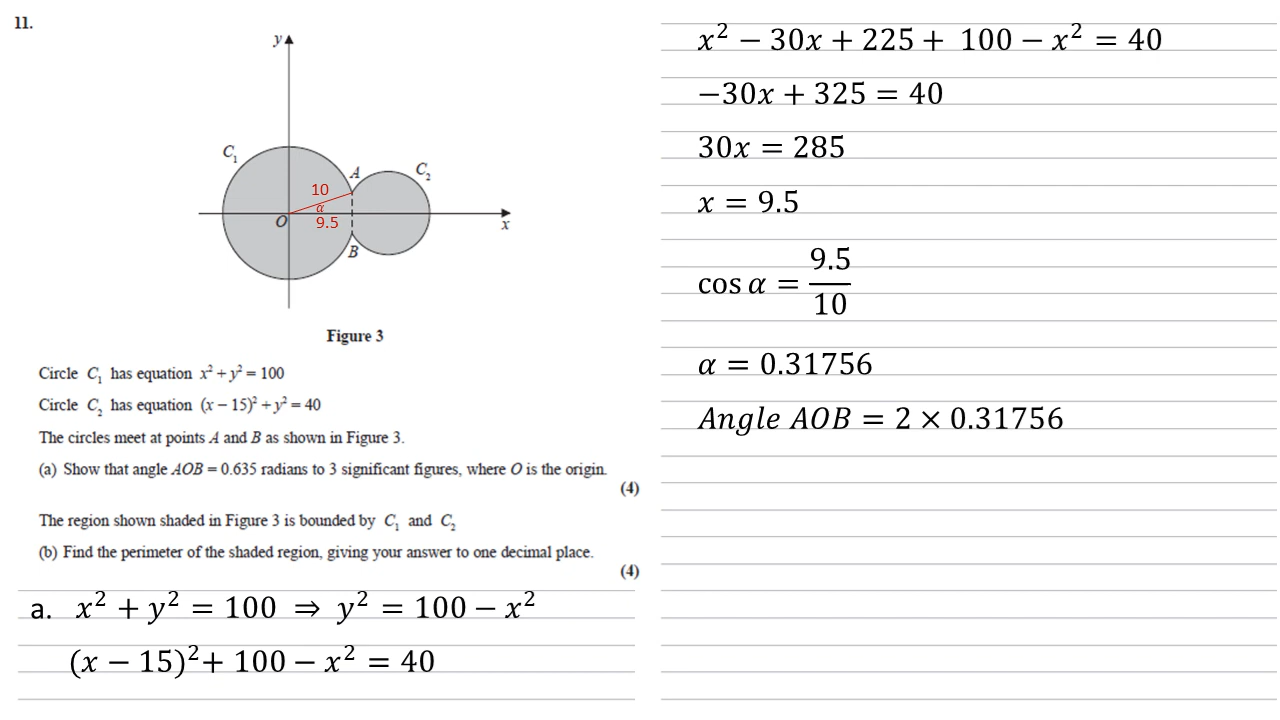 11.
y
C₁
A
C₂
10
α
O
9.5
x
B
Figure 3
Circle C₁ has equation x² + y² = 100
Circle C₂ has equation (x – 15)² + y² = 40
The circles meet at points A and B as shown in Figure 3.
(a) Show that angle AOB = 0.635 radians to 3 significant figures, where O is the origin.
(4)
The region shown shaded in Figure 3 is bounded by C₁ and C₂
(b) Find the perimeter of the shaded region, giving your answer to one decimal place.
(4)
a. x² + y² = 100 ⇒ y² = 100 − x²
(x − 15)² + 100 − x² = 40
x² − 30x + 225 + 100 − x² = 40
−30x + 325 = 40
30x = 285
x = 9.5
cos α = 9.5/10
α = 0.31756
Angle AOB = 2 × 0.31756